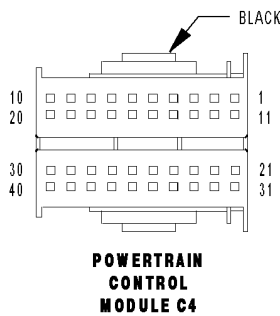 BLACK
10 1
20 11
30 21
40 31
POWERTRAIN
CONTROL
MODULE C4